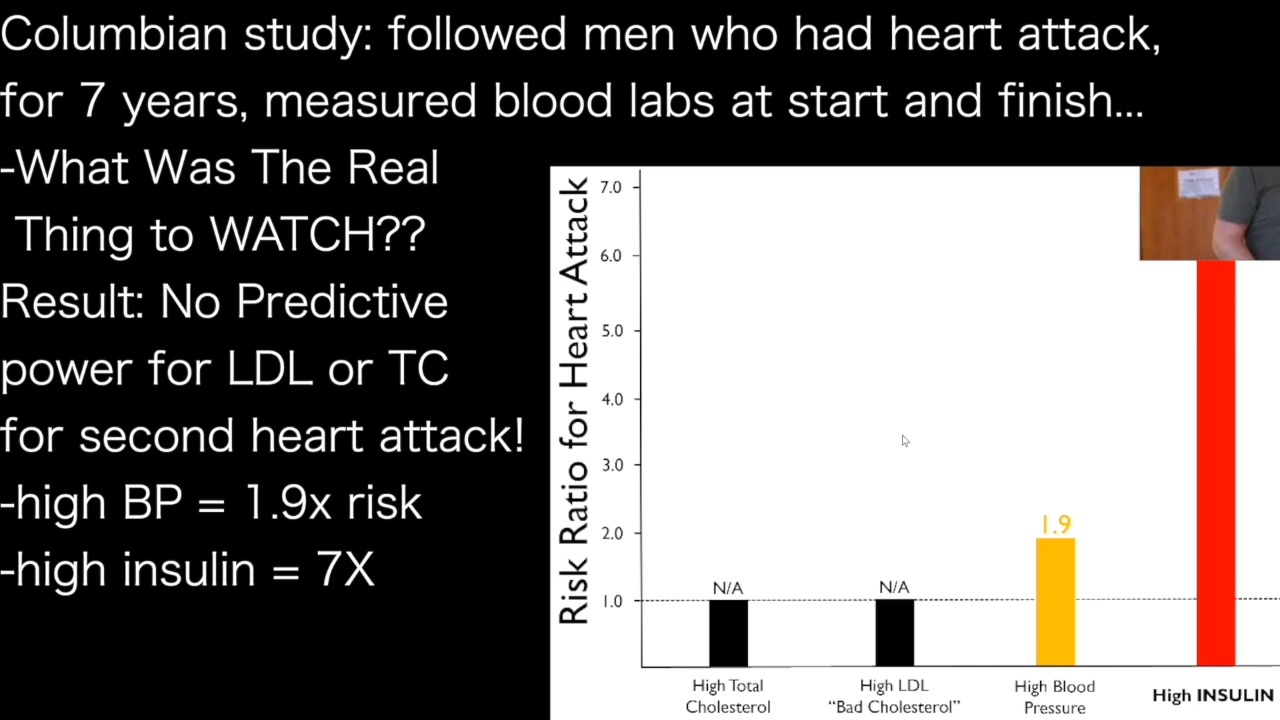 Columbian study: followed men who had heart attack,
for 7 years, measured blood labs at start and finish...
-What Was The Real
Thing to WATCH??
Result: No Predictive
power for LDL or TC
for second heart attack!
-high BP = 1.9x risk
-high insulin = 7X
Risk Ratio for Heart Attack
7.0
6.0
5.0
4.0
3.0
2.0
1.0
N/A
N/A
1.9
High Total
Cholesterol
High LDL
“Bad Cholesterol”
High Blood
Pressure
High INSULIN